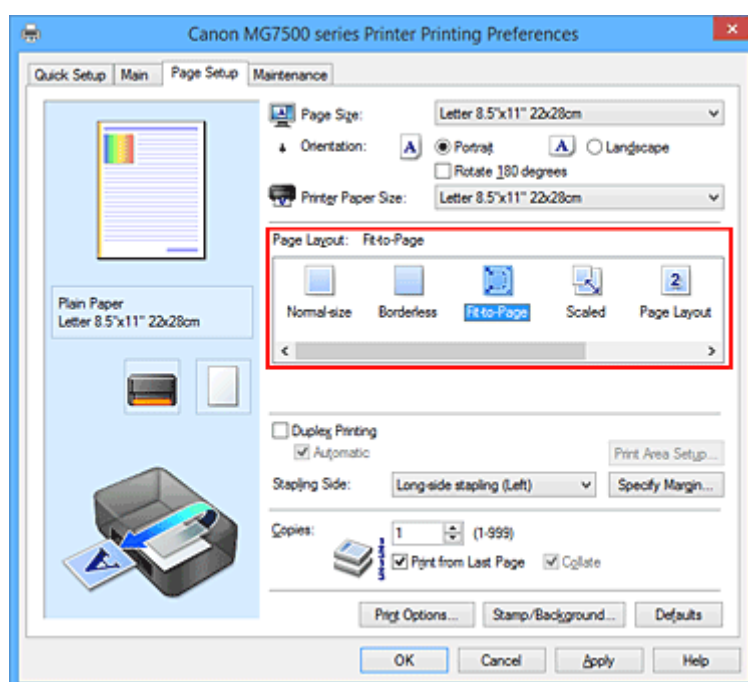 Canon MG7500 series Printer Printing Preferences
Quick Setup Main Page Setup Maintenance
Page Size: Letter 8.5"x11" 22x28cm
Orientation: A Portrait A Landscape
Rotate 180 degrees
Printer Paper Size: Letter 8.5"x11" 22x28cm
Page Layout: Fit-to-Page
Normal-size Borderless Fit-to-Page Scaled 2 Page Layout
Plain Paper
Letter 8.5"x11" 22x28cm
Duplex Printing
Automatic
Print Area Setup...
Stapling Side: Long-side stapling (Left) Specify Margin...
Copies: 1 (1-999)
Print from Last Page Collate
A
Print Options... Stamp/Background... Defaults
OK Cancel Apply Help